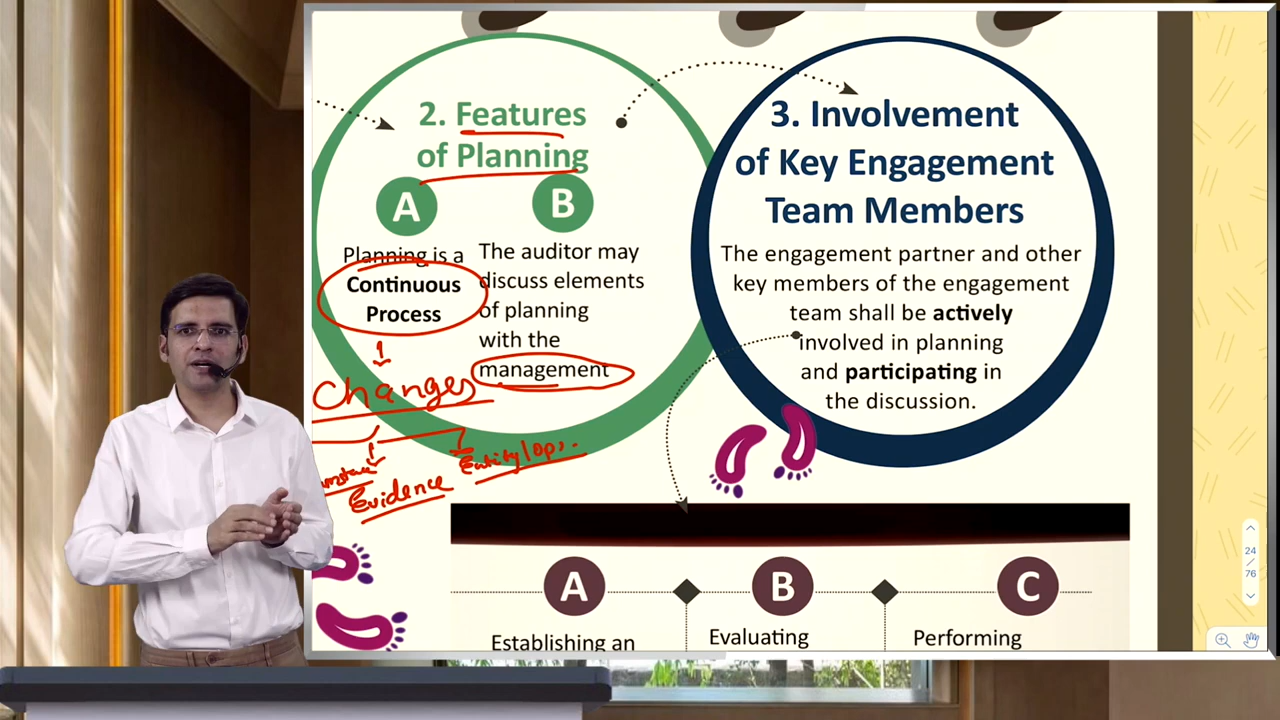 2. Features
of Planning
A
Planning is a
Continuous
Process
B
The auditor may
discuss elements
of planning
with the
management
Changes
Evidence
Entity/Op.
3. Involvement
of Key Engagement
Team Members
The engagement partner and other
key members of the engagement
team shall be actively
involved in planning
and participating in
the discussion.
A
Establishing an
B
Evaluating
C
Performing
24
/
76